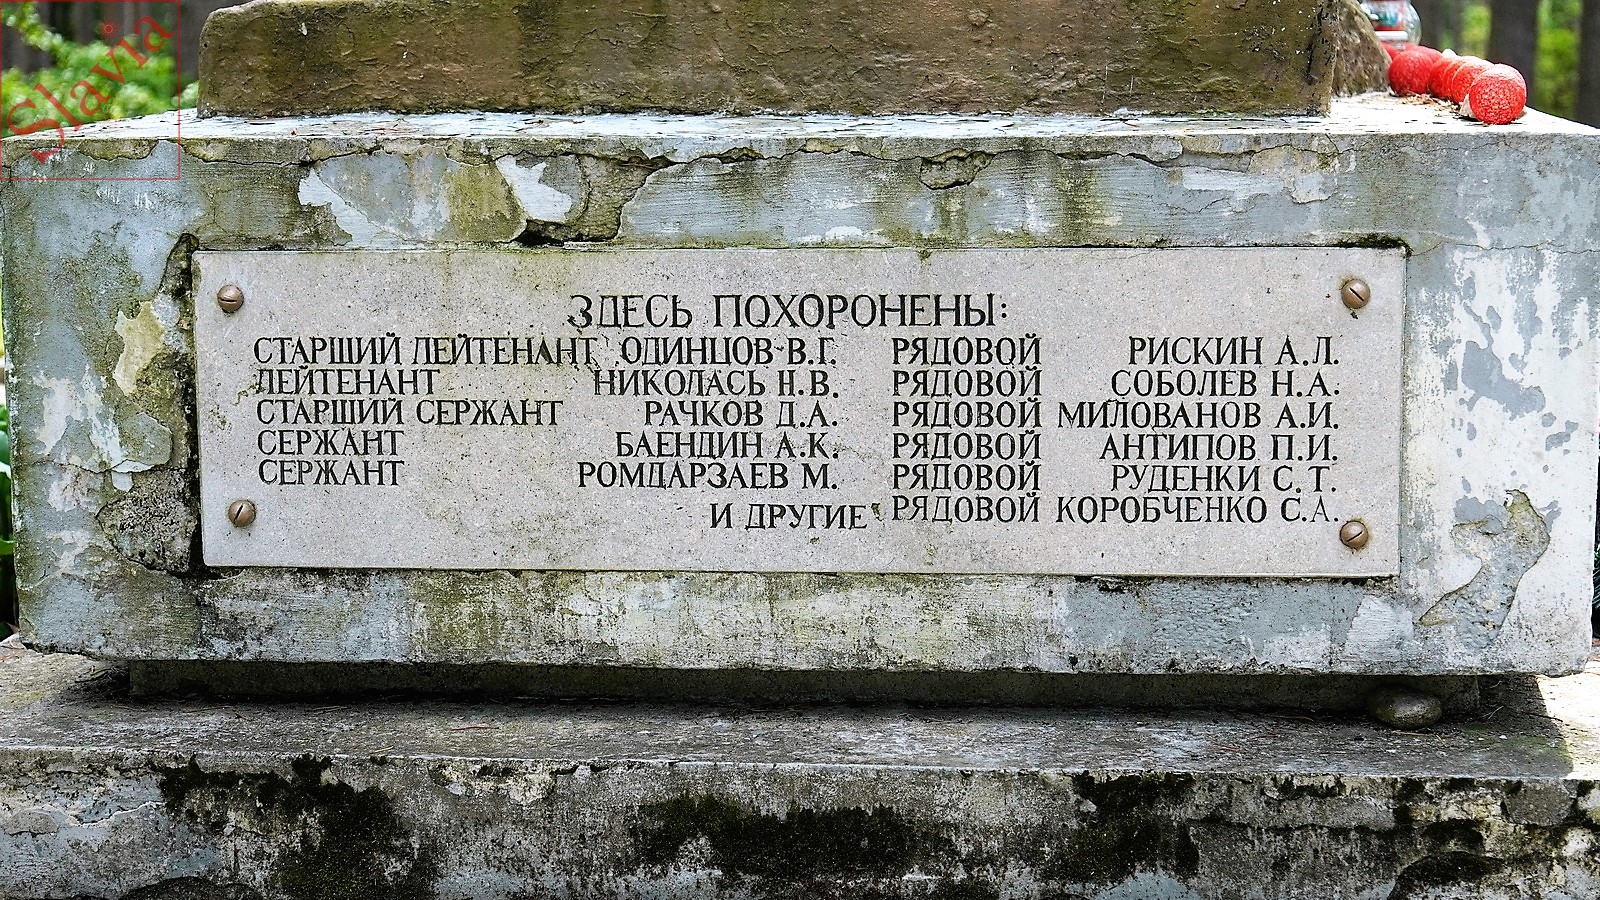 Slavia
ЗДЕСЬ ПОХОРОНЕНЫ:
СТАРШИЙ ЛЕЙТЕНАНТ ОДИНЦОВ В.Г.
ЛЕЙТЕНАНТ НИКОЛАСЬ Н.В.
СТАРШИЙ СЕРЖАНТ РАЧКОВ Д.А.
СЕРЖАНТ БАЕНДИН А.К.
СЕРЖАНТ РОМДАРЗАЕВ М.
И ДРУГИЕ
РЯДОВОЙ РИСКИН А.Л.
РЯДОВОЙ СОБОЛЕВ Н.А.
РЯДОВОЙ МИЛОВАНОВ А.И.
РЯДОВОЙ АНТИПОВ П.И.
РЯДОВОЙ РУДЕНКИ С.Т.
РЯДОВОЙ КОРОБЧЕНКО С.А.